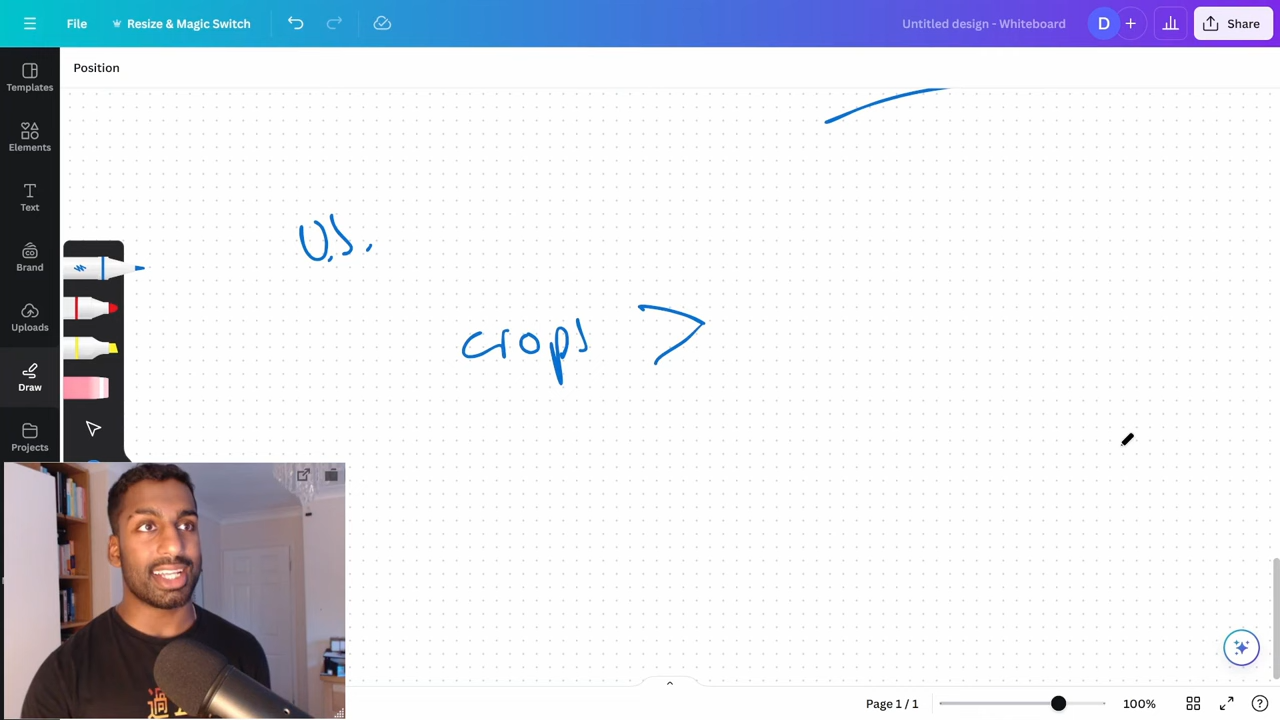 File
Resize & Magic Switch
Untitled design - Whiteboard
D
Share
Position
Templates
Elements
Text
Brand
Uploads
Draw
Projects
U.S.
crops >
Page 1 / 1
100%